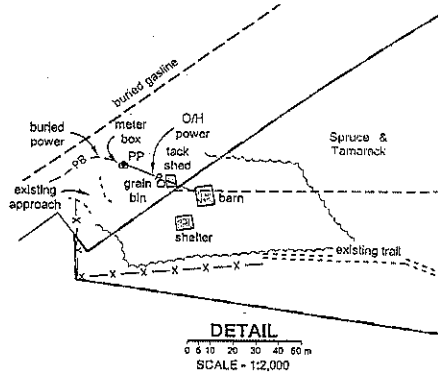 buried gasline
buried
power
meter
box
PP
O/H
power
PB
tack
shed
Spruce &
Tamarack
existing
approach
grain
bin
barn
shelter
existing trail
X
X X X X X X
DETAIL
0 5 10 20 30 40 50 m
SCALE - 1:2,000